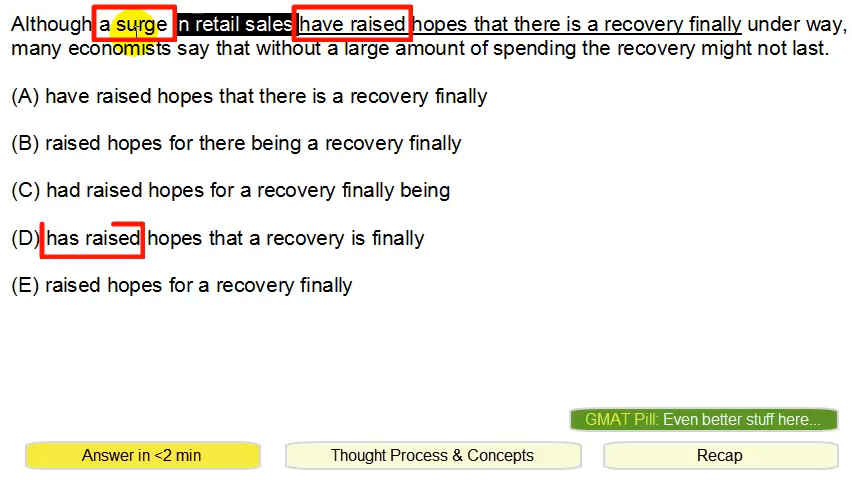 Although a surge in retail sales have raised hopes that there is a recovery finally under way,
many economists say that without a large amount of spending the recovery might not last.
(A) have raised hopes that there is a recovery finally
(B) raised hopes for there being a recovery finally
(C) had raised hopes for a recovery finally being
(D) has raised hopes that a recovery is finally
(E) raised hopes for a recovery finally
GMAT Pill: Even better stuff here...
Answer in <2 min
Thought Process & Concepts
Recap